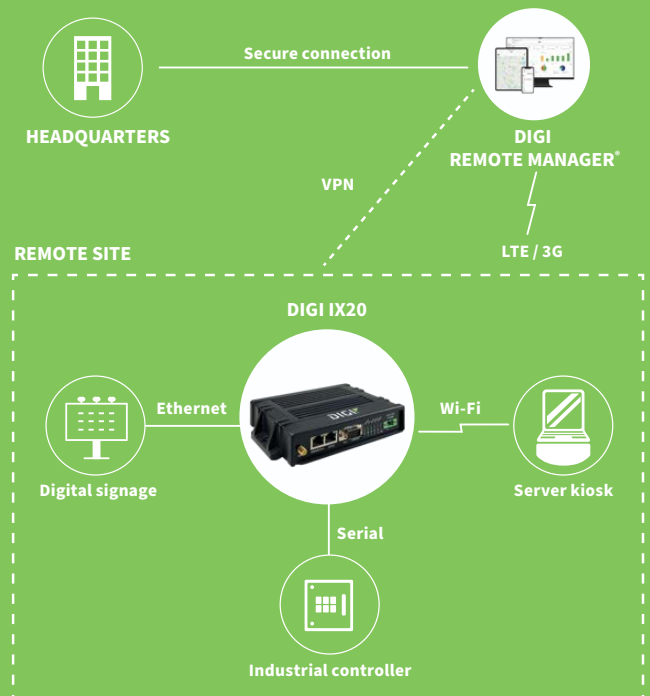 Secure connection
HEADQUARTERS
DIGI
REMOTE MANAGER®
VPN
LTE / 3G
REMOTE SITE
DIGI IX20
Ethernet
DIGI
Wi-Fi
Digital signage
Server kiosk
Serial
Industrial controller